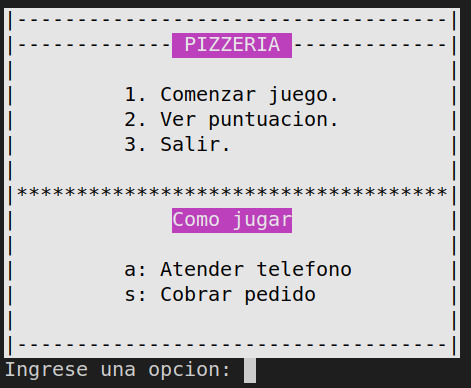 |------------------------------------|
|------------- PIZZERIA -------------|
|                                    |
|         1. Comenzar juego.         |
|         2. Ver puntuacion.         |
|         3. Salir.                  |
|                                    |
|************************************|
|             Como jugar             |
|                                    |
|         a: Atender telefono        |
|         s: Cobrar pedido           |
|                                    |
|------------------------------------|
Ingrese una opcion: